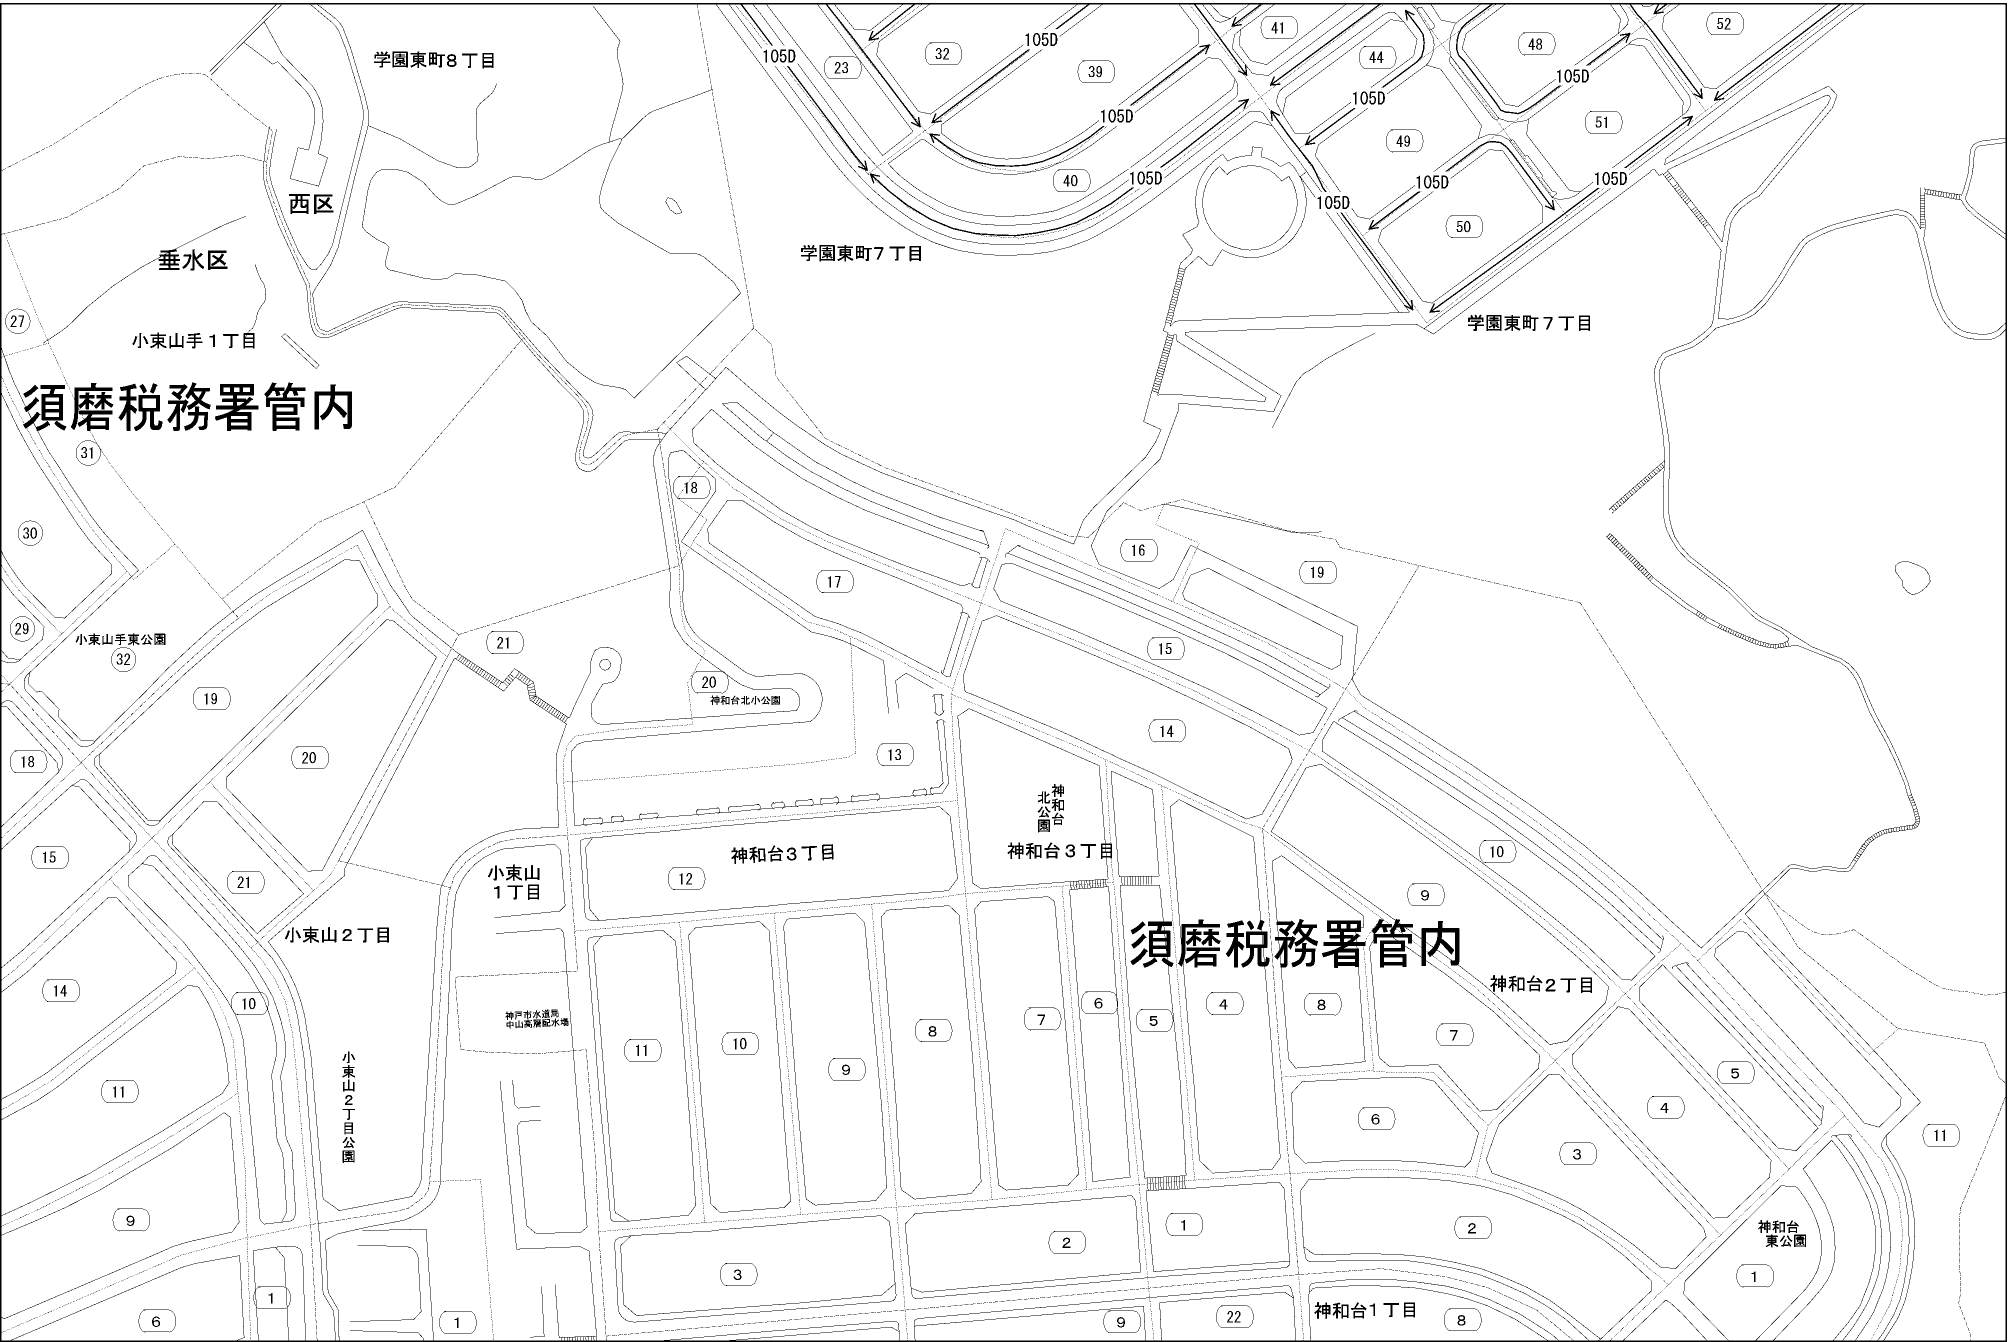 学園東町8丁目
105D
23
32
105D
39
41
44
48
52
105D
105D
105D
49
51
105D
40
105D
105D
105D
105D
50
西区
垂水区
学園東町7丁目
学園東町7丁目
27
小束山手1丁目
須磨税務署管内
31
30
29
小束山手東公園
32
18
17
16
19
15
21
20
神和台北小公園
19
20
18
13
14
神和台
北公園
神和台3丁目
神和台3丁目
12
10
9
15
21
小束山
1丁目
小束山2丁目
須磨税務署管内
神和台2丁目
14
10
神戸市水道局
中山高層配水場
11
10
9
8
7
6
5
4
8
7
5
4
6
3
11
11
小束山2丁目公園
9
2
1
2
神和台
東公園
1
3
1
6
1
9
22
神和台1丁目
8